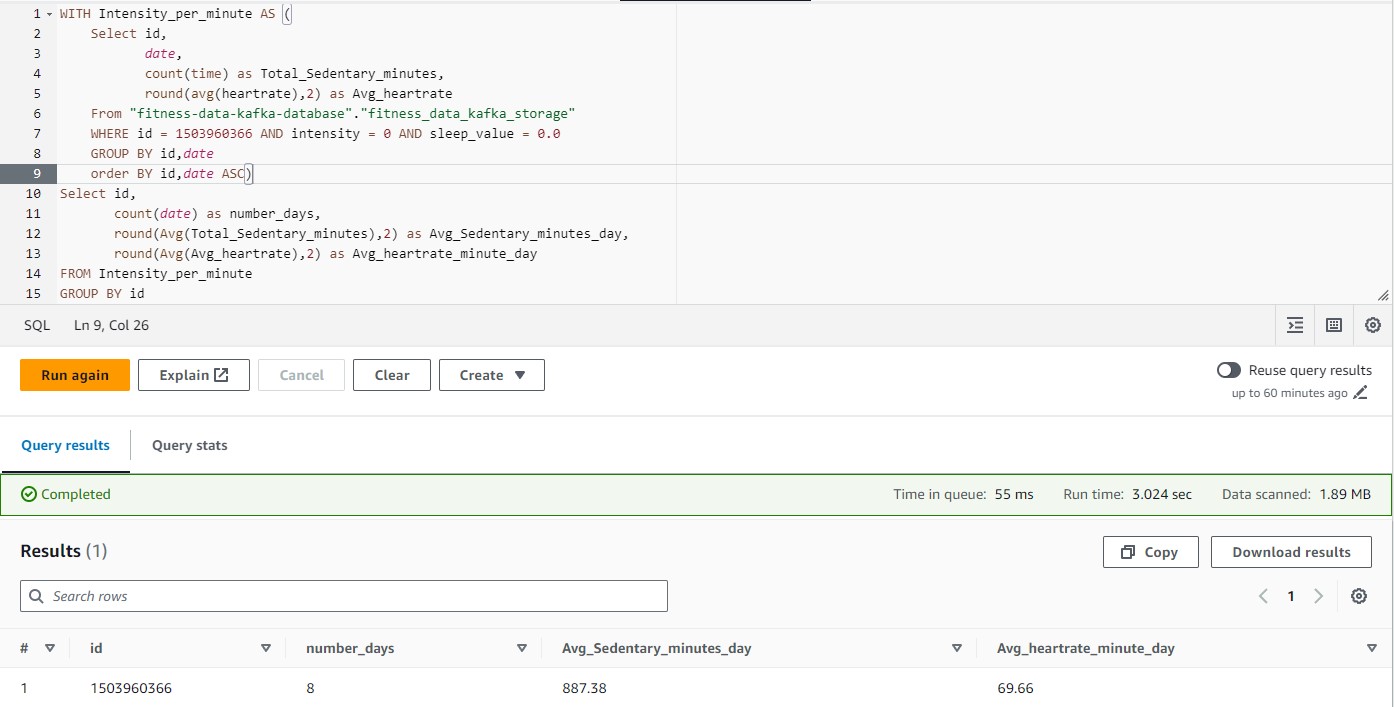 1 WITH Intensity_per_minute AS (
2 Select id,
3 date,
4 count(time) as Total_Sedentary_minutes,
5 round(avg(heartrate),2) as Avg_heartrate
6 From "fitness-data-kafka-database"."fitness_data_kafka_storage"
7 WHERE id = 1503960366 AND intensity = 0 AND sleep_value = 0.0
8 GROUP BY id,date
9 order BY id,date ASC)
10 Select id,
11 count(date) as number_days,
12 round(Avg(Total_Sedentary_minutes),2) as Avg_Sedentary_minutes_day,
13 round(Avg(Avg_heartrate),2) as Avg_heartrate_minute_day
14 FROM Intensity_per_minute
15 GROUP BY id
SQL Ln 9, Col 26
Run again Explain Cancel Clear Create Reuse query results
up to 60 minutes ago
Query results Query stats
Completed Time in queue: 55 ms Run time: 3.024 sec Data scanned: 1.89 MB
Results (1) Copy Download results
Search rows 1
# id number_days Avg_Sedentary_minutes_day Avg_heartrate_minute_day
1 1503960366 8 887.38 69.66